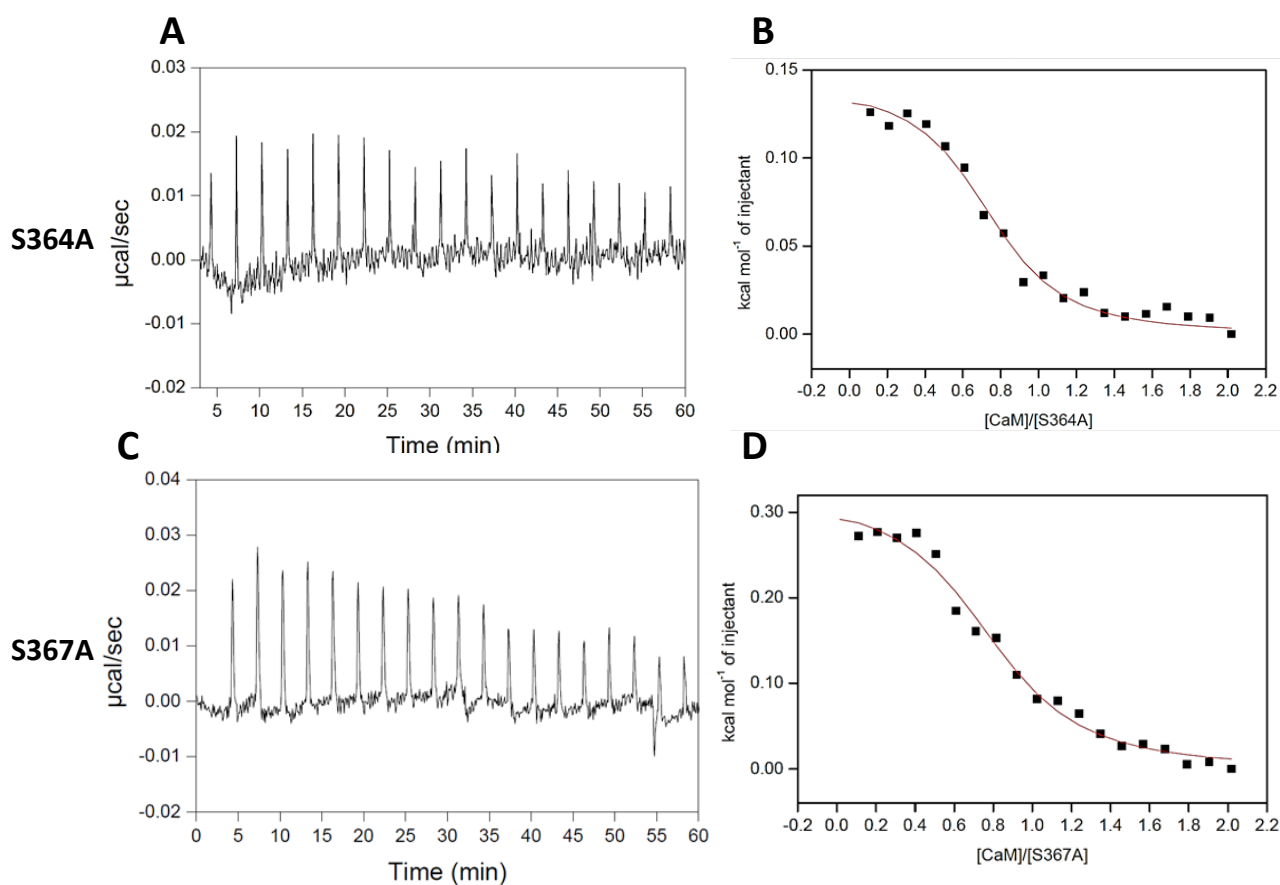 A
B
S364A
µcal/sec
0.03
0.02
0.01
0.00
-0.01
-0.02
5 10 15 20 25 30 35 40 45 50 55 60
Time (min)
kcal mol⁻¹ of injectant
0.15
0.10
0.05
0.00
-0.2 0.0 0.2 0.4 0.6 0.8 1.0 1.2 1.4 1.6 1.8 2.0 2.2
[CaM]/[S364A]
C
D
S367A
µcal/sec
0.04
0.03
0.02
0.01
0.00
-0.01
-0.02
0 5 10 15 20 25 30 35 40 45 50 55 60
Time (min)
kcal mol⁻¹ of injectant
0.30
0.20
0.10
0.00
-0.2 0.0 0.2 0.4 0.6 0.8 1.0 1.2 1.4 1.6 1.8 2.0 2.2
[CaM]/[S367A]